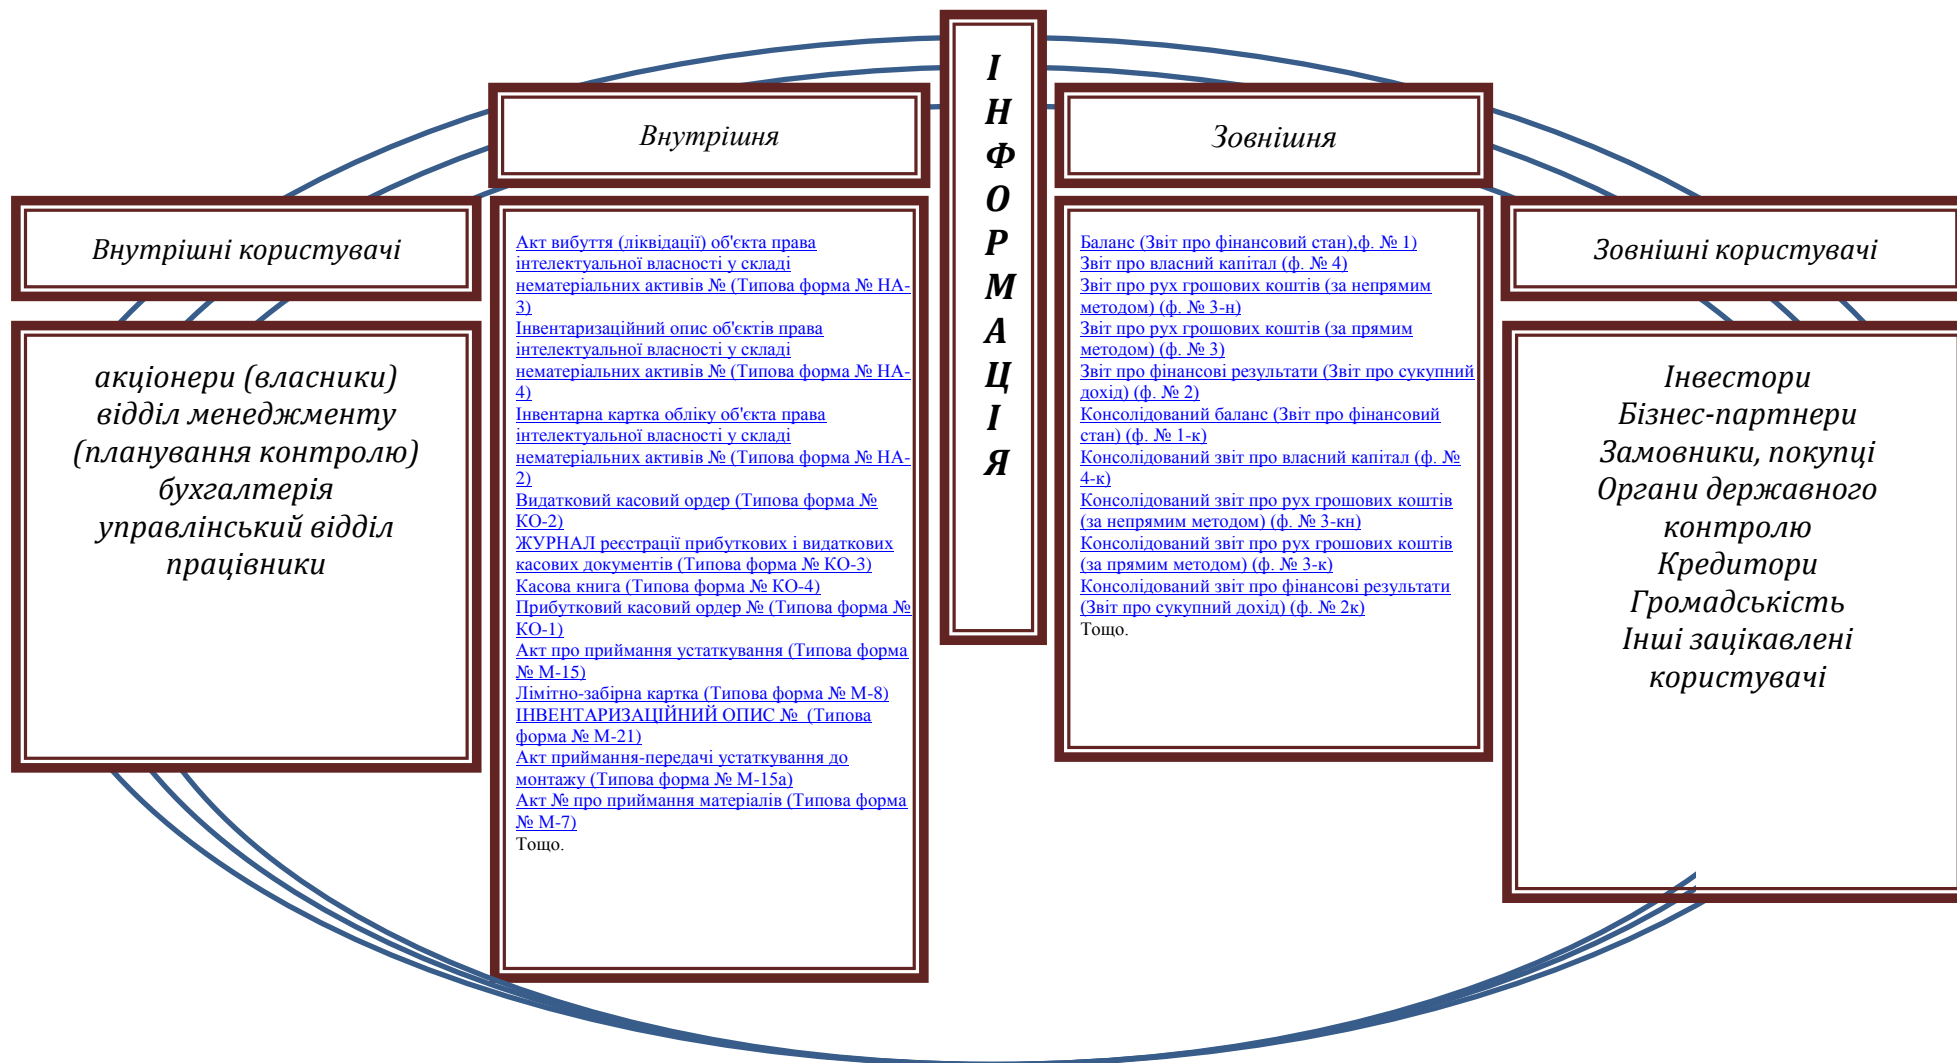 І
Н
Ф
О
Р
М
А
Ц
І
Я
Внутрішня
Зовнішня
Внутрішні користувачі
акціонери (власники)
відділ менеджменту
(планування контролю)
бухгалтерія
управлінський відділ
працівники
Акт вибуття (ліквідації) об'єкта права
інтелектуальної власності у складі
нематеріальних активів № (Типова форма № НА-
3)
Інвентаризаційний опис об'єктів права
інтелектуальної власності у складі
нематеріальних активів № (Типова форма № НА-
4)
Інвентарна картка обліку об'єкта права
інтелектуальної власності у складі
нематеріальних активів № (Типова форма № НА-
2)
Видатковий касовий ордер (Типова форма №
КО-2)
ЖУРНАЛ реєстрації прибуткових і видаткових
касових документів (Типова форма № КО-3)
Касова книга (Типова форма № КО-4)
Прибутковий касовий ордер № (Типова форма №
КО-1)
Акт про приймання устаткування (Типова форма
№ М-15)
Лімітно-забірна картка (Типова форма № М-8)
ІНВЕНТАРИЗАЦІЙНИЙ ОПИС № (Типова
форма № М-21)
Акт приймання-передачі устаткування до
монтажу (Типова форма № М-15а)
Акт № про приймання матеріалів (Типова форма
№ М-7)
Тощо.
Баланс (Звіт про фінансовий стан),ф. № 1)
Звіт про власний капітал (ф. № 4)
Звіт про рух грошових коштів (за непрямим
методом) (ф. № 3-н)
Звіт про рух грошових коштів (за прямим
методом) (ф. № 3)
Звіт про фінансові результати (Звіт про сукупний
дохід) (ф. № 2)
Консолідований баланс (Звіт про фінансовий
стан) (ф. № 1-к)
Консолідований звіт про власний капітал (ф. №
4-к)
Консолідований звіт про рух грошових коштів
(за непрямим методом) (ф. № 3-кн)
Консолідований звіт про рух грошових коштів
(за прямим методом) (ф. № 3-к)
Консолідований звіт про фінансові результати
(Звіт про сукупний дохід) (ф. № 2к)
Тощо.
Зовнішні користувачі
Інвестори
Бізнес-партнери
Замовники, покупці
Органи державного
контролю
Кредитори
Громадськість
Інші зацікавлені
користувачі